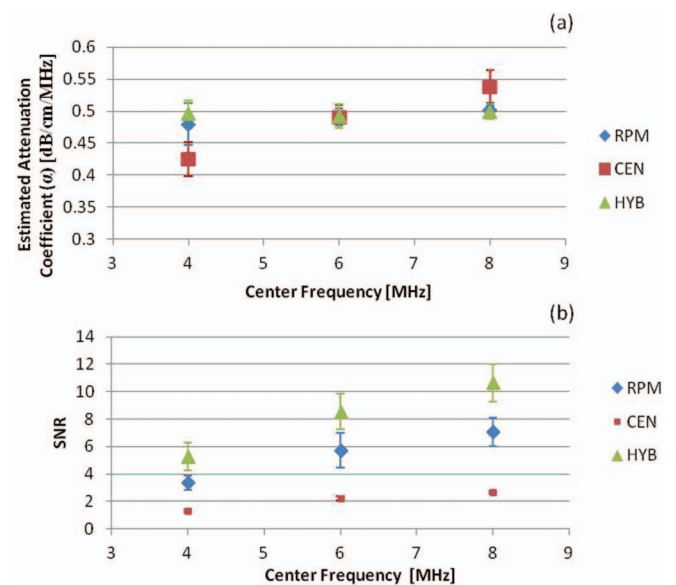 (a)
Estimated Attenuation
Coefficient (α) [dB/cm/MHz]
0.6
0.55
0.5
0.45
0.4
0.35
0.3
3 4 5 6 7 8 9
Center Frequency [MHz]
RPM
CEN
HYB
(b)
SNR
14
12
10
8
6
4
2
0
3 4 5 6 7 8 9
Center Frequency [MHz]
RPM
CEN
HYB